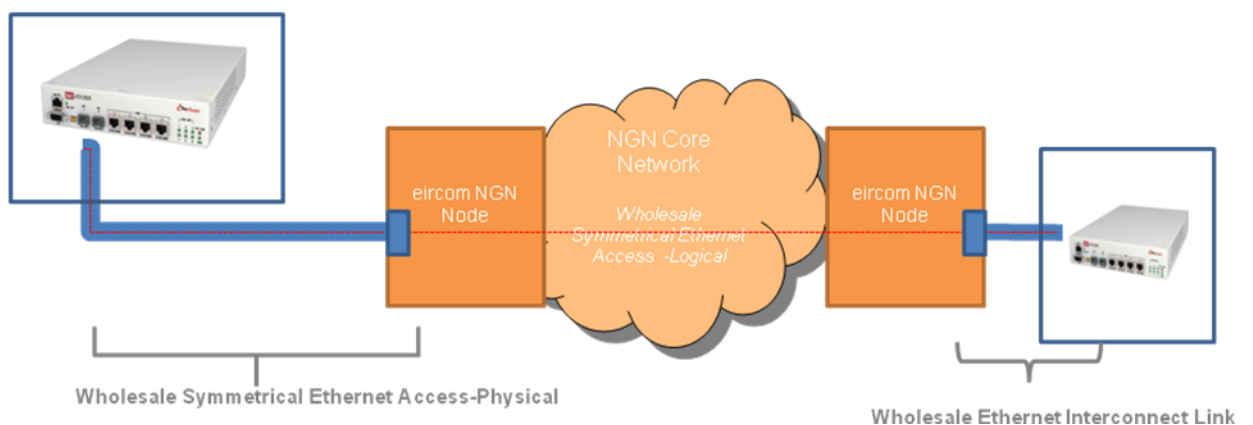 NGN Core
Network
eircom NGN
Node
Wholesale
Symmetrical Ethernet
Access -Logical
eircom NGN
Node
Wholesale Symmetrical Ethernet Access-Physical
Wholesale Ethernet Interconnect Link